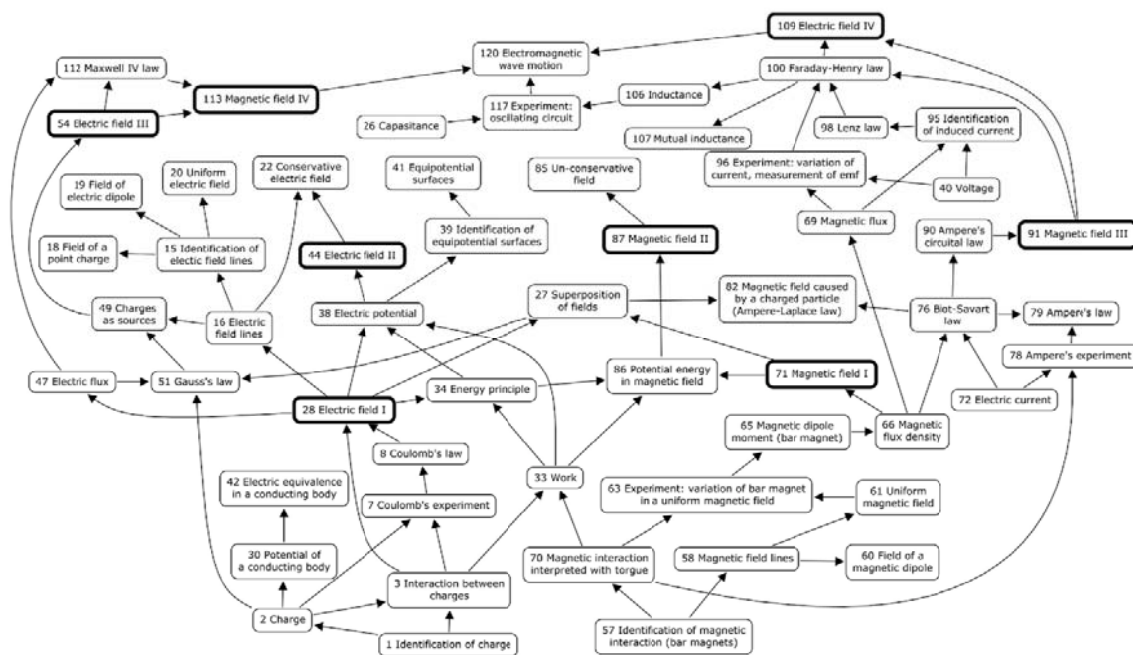 109 Electric field IV
120 Electromagnetic
wave motion
112 Maxwell IV law
100 Faraday-Henry law
113 Magnetic field IV
106 Inductance
117 Experiment:
oscillating circuit
54 Electric field III
26 Capasitance
107 Mutual inductance
98 Lenz law
95 Identification
of induced current
20 Uniform
electric field
22 Conservative
electric field
41 Equipotential
surfaces
85 Un-conservative
field
96 Experiment: variation of
current, measurement of emf
40 Voltage
19 Field of
electric dipole
69 Magnetic flux
18 Field of a
point charge
15 Identification of
electic field lines
44 Electric field II
39 Identification of
equipotential surfaces
87 Magnetic field II
90 Ampere's
circuital law
91 Magnetc field III
49 Charges
as sources
16 Electric
field lines
38 Electric potential
27 Superposition
of fields
82 Magnetic field caused
by a charged particle
(Ampere-Laplace law)
76 Biot-Savart
law
79 Ampere's law
78 Ampere's experiment
47 Electric flux
51 Gauss's law
34 Energy principle
86 Potential energy
in magnetic field
71 Magnetic field I
72 Electric current
28 Electric field I
65 Magnetic dipole
moment (bar magnet)
66 Magnetic
flux density
8 Coulomb's law
33 Work
42 Electric equivalence
in a conducting body
7 Coulomb's experiment
63 Experiment: variation of bar magnet
in a uniform magnetic field
61 Uniform
magnetic field
30 Potential of
a conducting body
3 Interaction between
charges
70 Magnetic interaction
interpreted with torgue
58 Magnetic field lines
60 Field of a
magnetic dipole
2 Charge
1 Identification of charge
57 Identification of magnetic
interaction (bar magnets)